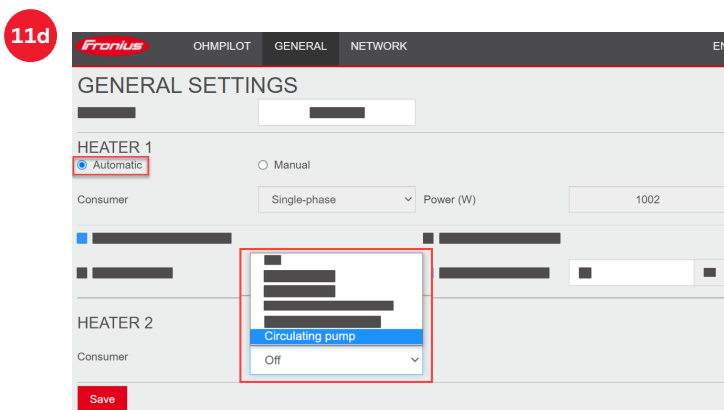 11d
Fronius OHMPILOT GENERAL NETWORK EN
GENERAL SETTINGS
HEATER 1
Automatic Manual
Consumer Single-phase Power (W) 1002
Circulating pump
HEATER 2
Consumer Off
Save